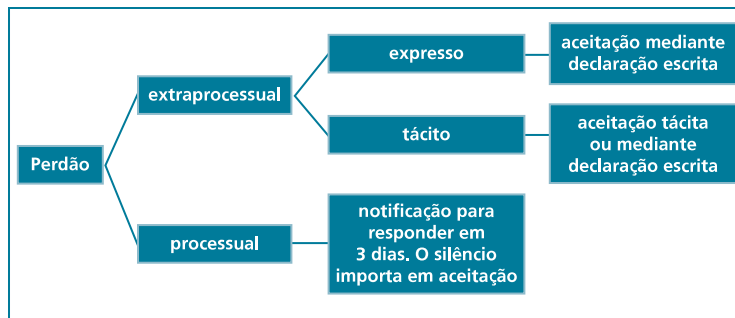 Perdão
extraprocessual
expresso
aceitação mediante
declaração escrita
tácito
aceitação tácita
ou mediante
declaração escrita
processual
notificação para
responder em
3 dias. O silêncio
importa em aceitação